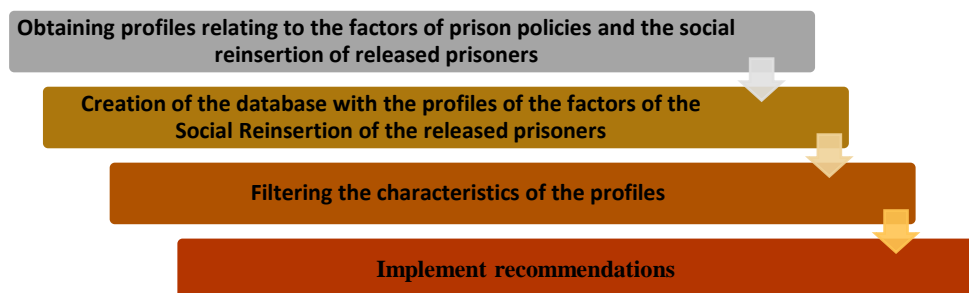 Obtaining profiles relating to the factors of prison policies and the social
reinsertion of released prisoners
Creation of the database with the profiles of the factors of the
Social Reinsertion of the released prisoners
Filtering the characteristics of the profiles
Implement recommendations